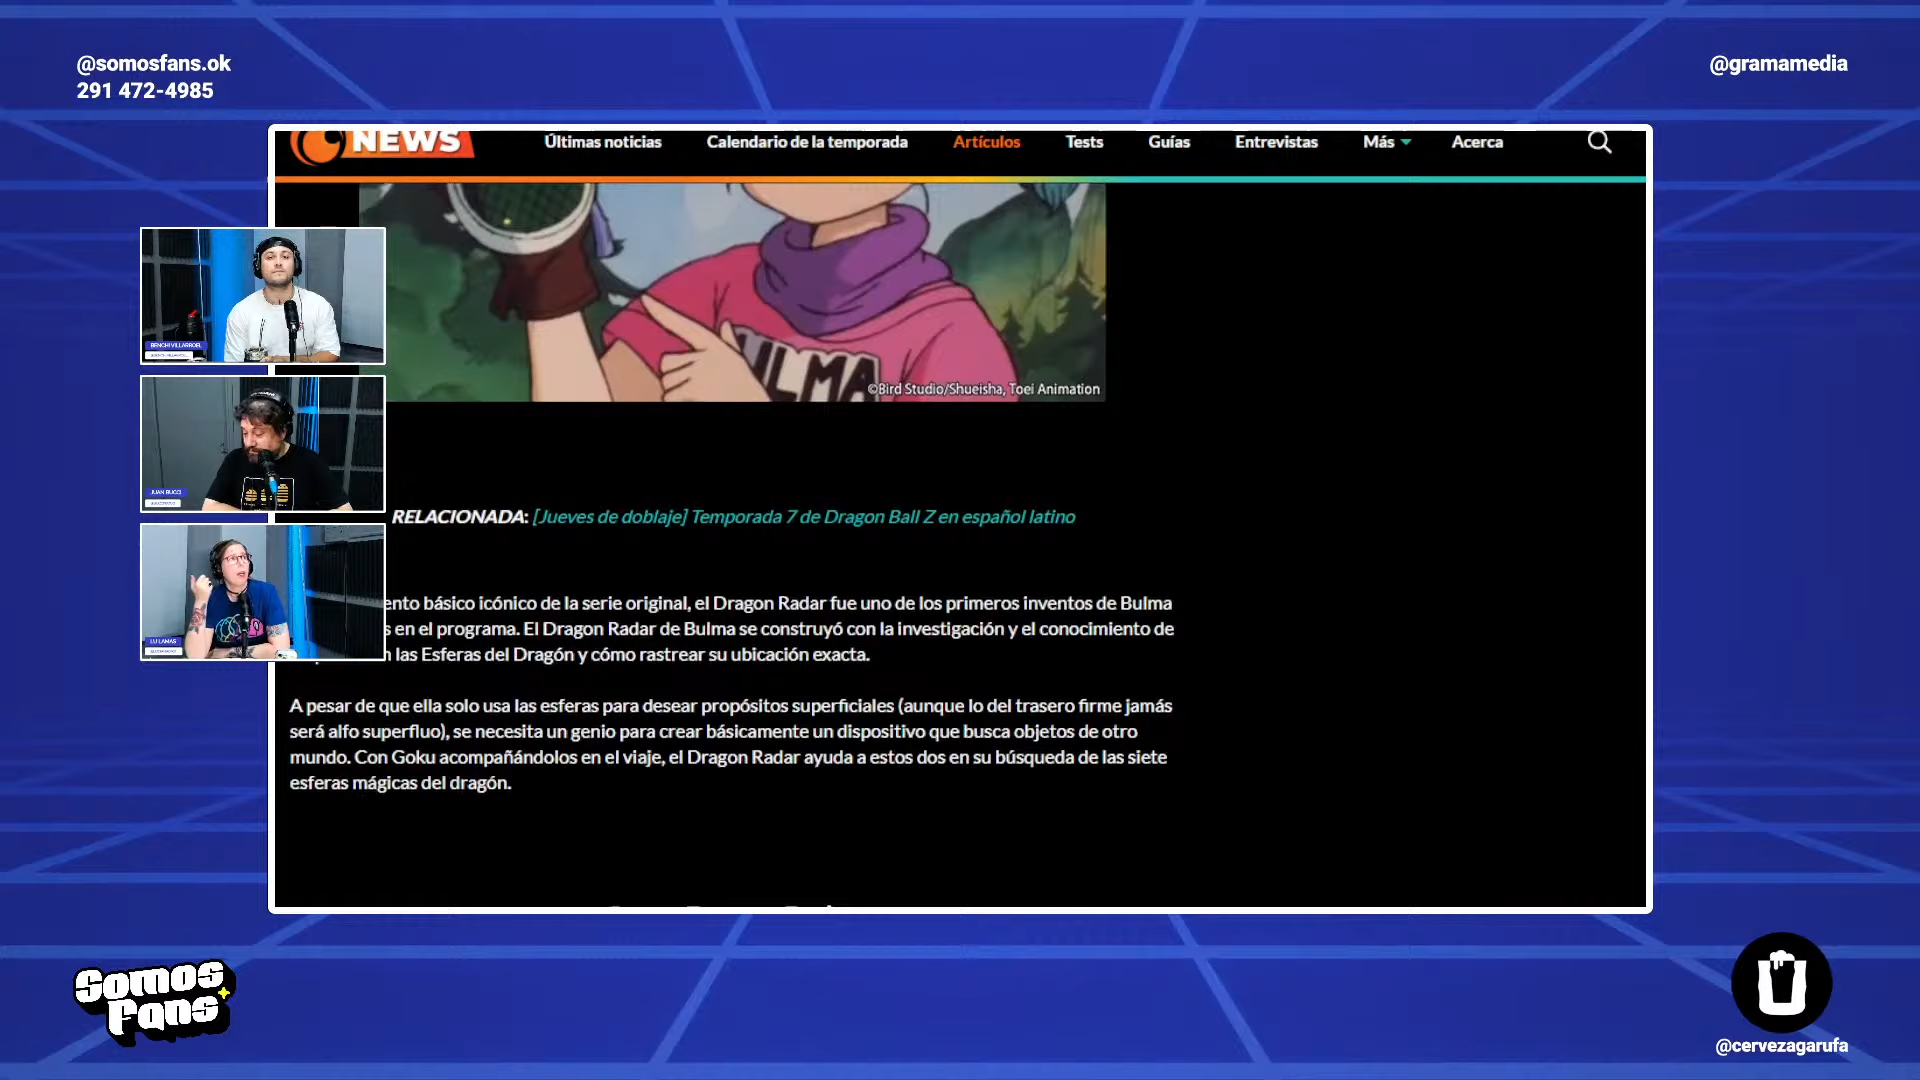 @somosfans.ok
291 472-4985
@gramamedia
NEWS
Últimas noticias
Calendario de la temporada
Artículos
Tests
Guías
Entrevistas
Más
Acerca
BENCHI VILLARROEL
JUAN BUCCI
LLI LAMAS
ULMA
©Bird Studio/Shueisha, Toei Animation
RELACIONADA: [Jueves de doblaje] Temporada 7 de Dragon Ball Z en español latino
ento básico icónico de la serie original, el Dragon Radar fue uno de los primeros inventos de Bulma
s en el programa. El Dragon Radar de Bulma se construyó con la investigación y el conocimiento de
las Esferas del Dragón y cómo rastrear su ubicación exacta.
A pesar de que ella solo usa las esferas para desear propósitos superficiales (aunque lo del trasero firme jamás
será alfo superfluo), se necesita un genio para crear básicamente un dispositivo que busca objetos de otro
mundo. Con Goku acompañándolos en el viaje, el Dragon Radar ayuda a estos dos en su búsqueda de las siete
esferas mágicas del dragón.
Somos
Fans
@cervezagarufa